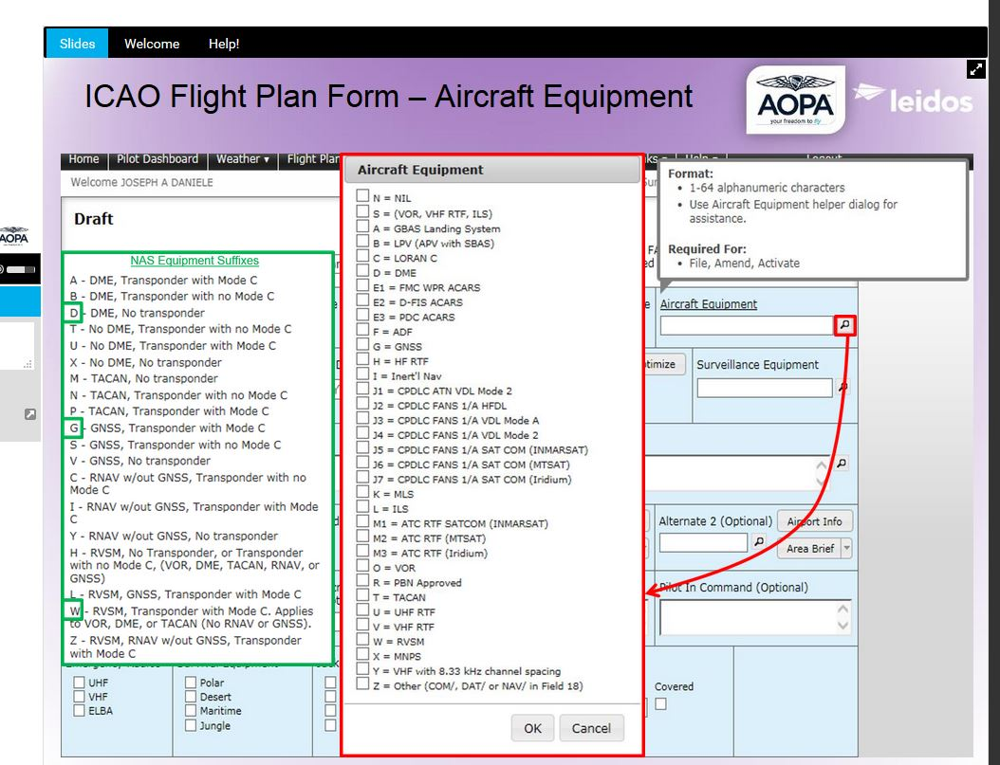 Slides Welcome Help!
ICAO Flight Plan Form – Aircraft Equipment
AOPA
your freedom to fly
leidos
Home Pilot Dashboard Weather Flight Plan
Logout
Welcome JOSEPH A DANIELE
Draft
AOPA
NAS Equipment Suffixes
A - DME, Transponder with Mode C
B - DME, Transponder with no Mode C
D - DME, No transponder
T - No DME, Transponder with no Mode C
U - No DME, Transponder with Mode C
X - No DME, No transponder
M - TACAN, No transponder
N - TACAN, Transponder with no Mode C
P - TACAN, Transponder with Mode C
G - GNSS, Transponder with Mode C
S - GNSS, Transponder with no Mode C
V - GNSS, No transponder
C - RNAV w/out GNSS, Transponder with no
Mode C
I - RNAV w/out GNSS, Transponder with Mode
C
Y - RNAV w/out GNSS, No transponder
H - RVSM, No Transponder, or Transponder
with no Mode C, (VOR, DME, TACAN, RNAV, or
GNSS)
L - RVSM, GNSS, Transponder with Mode C
W - RVSM, Transponder with Mode C. Applies
to VOR, DME, or TACAN (No RNAV or GNSS).
Z - RVSM, RNAV w/out GNSS, Transponder
with Mode C
Aircraft Equipment
N = NIL
S = (VOR, VHF RTF, ILS)
A = GBAS Landing System
B = LPV (APV with SBAS)
C = LORAN C
D = DME
E1 = FMC WPR ACARS
E2 = D-FIS ACARS
E3 = PDC ACARS
F = ADF
G = GNSS
H = HF RTF
I = Inert'l Nav
J1 = CPDLC ATN VDL Mode 2
J2 = CPDLC FANS 1/A HFDL
J3 = CPDLC FANS 1/A VDL Mode A
J4 = CPDLC FANS 1/A VDL Mode 2
J5 = CPDLC FANS 1/A SAT COM (INMARSAT)
J6 = CPDLC FANS 1/A SAT COM (MTSAT)
J7 = CPDLC FANS 1/A SAT COM (Iridium)
K = MLS
L = ILS
M1 = ATC RTF SATCOM (INMARSAT)
M2 = ATC RTF (MTSAT)
M3 = ATC RTF (Iridium)
O = VOR
R = PBN Approved
T = TACAN
U = UHF RTF
V = VHF RTF
W = RVSM
X = MNPS
Y = VHF with 8.33 kHz channel spacing
Z = Other (COM/, DAT/ or NAV/ in Field 18)
OK Cancel
Format:
• 1-64 alphanumeric characters
• Use Aircraft Equipment helper dialog for
assistance.
Required For:
• File, Amend, Activate
Aircraft Equipment
Surveillance Equipment
Alternate 2 (Optional) Airport Info
Area Brief
Pilot In Command (Optional)
UHF Polar
VHF Desert
ELBA Maritime
Jungle
Covered